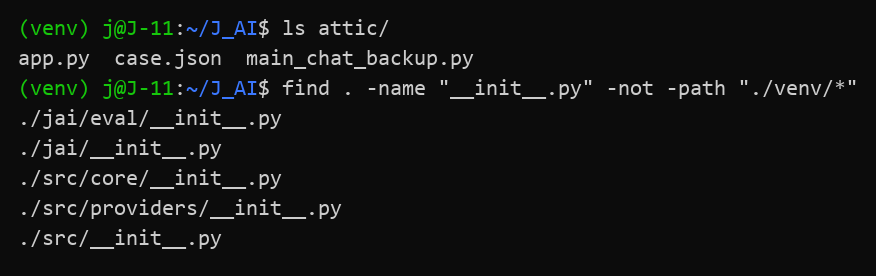 (venv) j@J-11:~/J_AI$ ls attic/
app.py  case.json  main_chat_backup.py
(venv) j@J-11:~/J_AI$ find . -name "__init__.py" -not -path "./venv/*"
./jai/eval/__init__.py
./jai/__init__.py
./src/core/__init__.py
./src/providers/__init__.py
./src/__init__.py